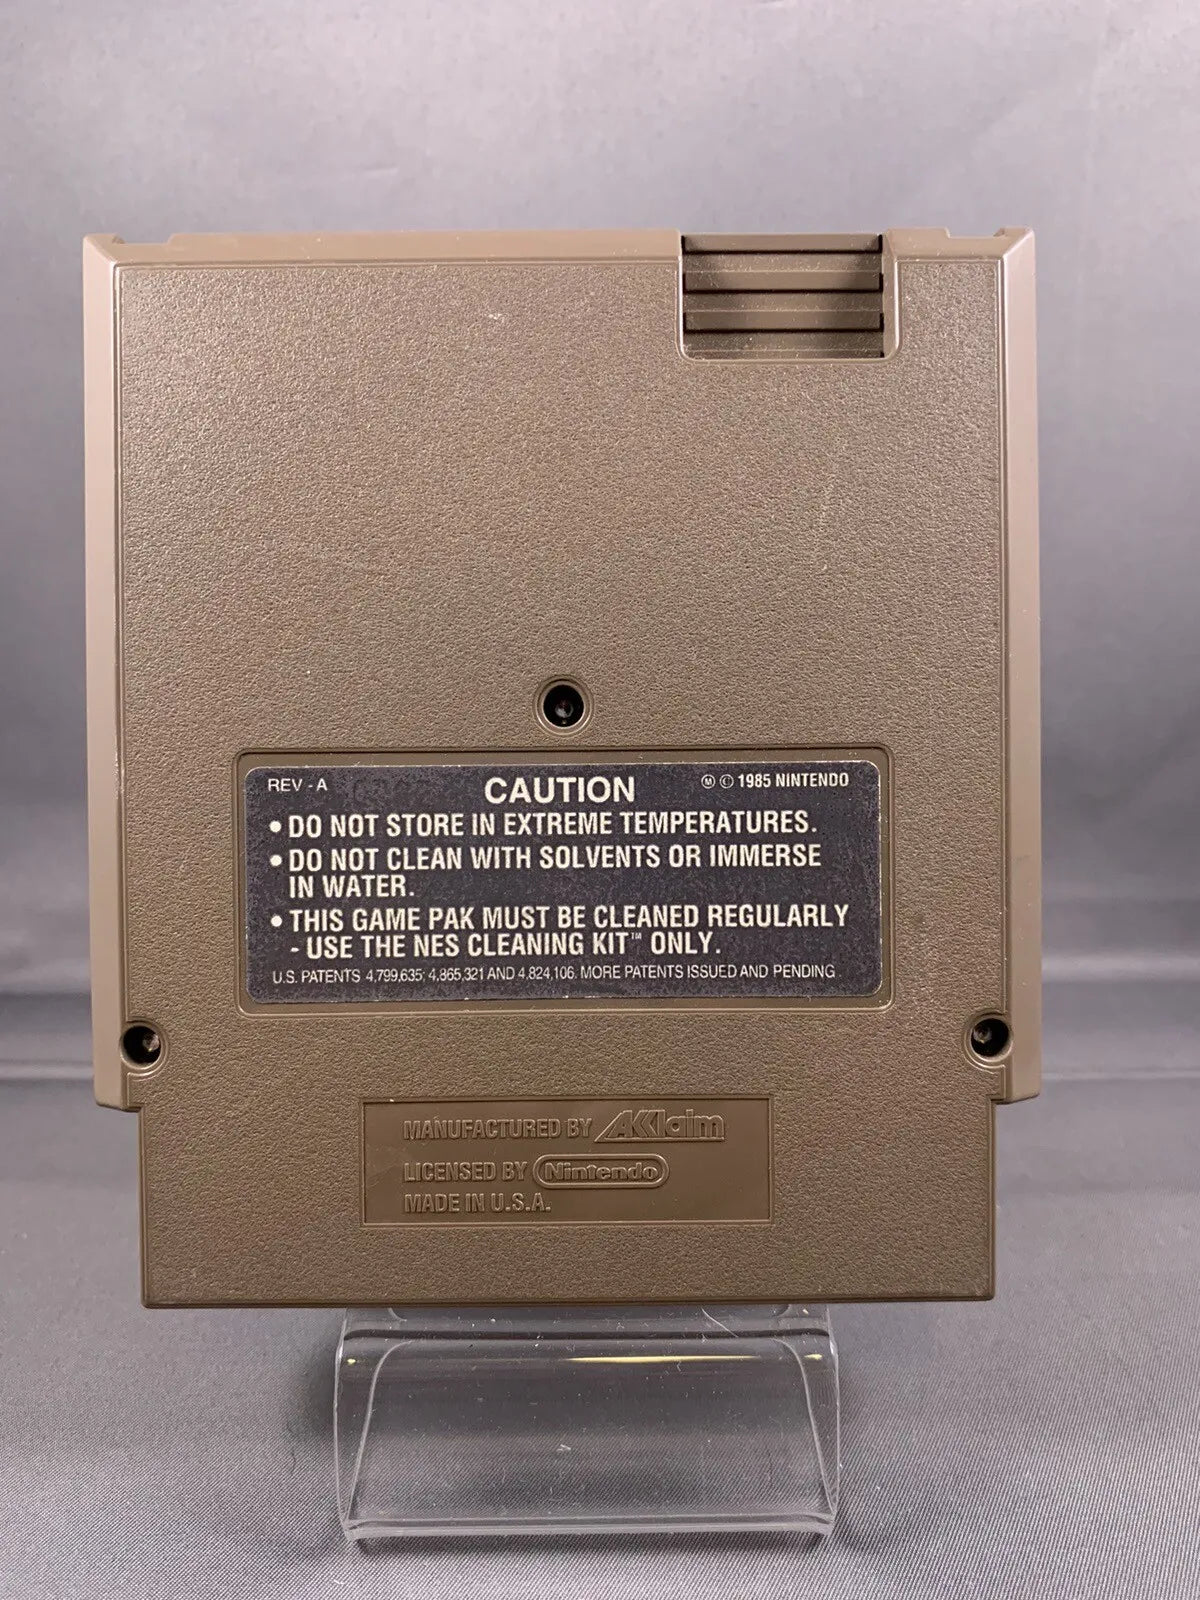 REV - A CAUTION Ⓜ © 1985 NINTENDO
• DO NOT STORE IN EXTREME TEMPERATURES.
• DO NOT CLEAN WITH SOLVENTS OR IMMERSE
IN WATER.
• THIS GAME PAK MUST BE CLEANED REGULARLY
- USE THE NES CLEANING KIT™ ONLY.
U.S. PATENTS 4,799,635; 4,865,321 AND 4,824,106. MORE PATENTS ISSUED AND PENDING.
MANUFACTURED BY AKKlaim
LICENSED BY Nintendo
MADE IN U.S.A.